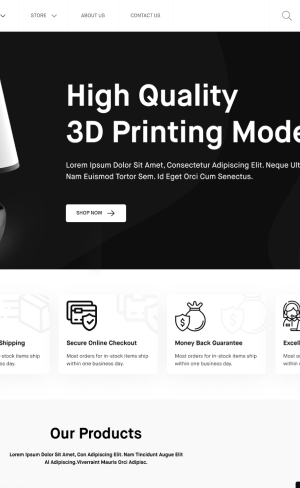 STORE ABOUT US CONTACT US
High Quality
3D Printing Mode
Lorem Ipsum Dolor Sit Amet, Consectetur Adipiscing Elit. Neque Ult
Nam Euismod Tortor Sem. Id Eget Orci Cum Senectus.
SHOP NOW
Shipping
-stock items ship
ess day.
Secure Online Checkout
Most orders for in-stock items ship
within one business day.
Money Back Guarantee
Most orders for in-stock items ship
within one business day.
Excell
Most o
within
Our Products
Lorem Ipsum Dolor Sit Amet, Con Adipiscing Elit. Nam Tincidunt Augue Elit
Al Adipiscing.Viverraint Mauris Orci Adipisc.